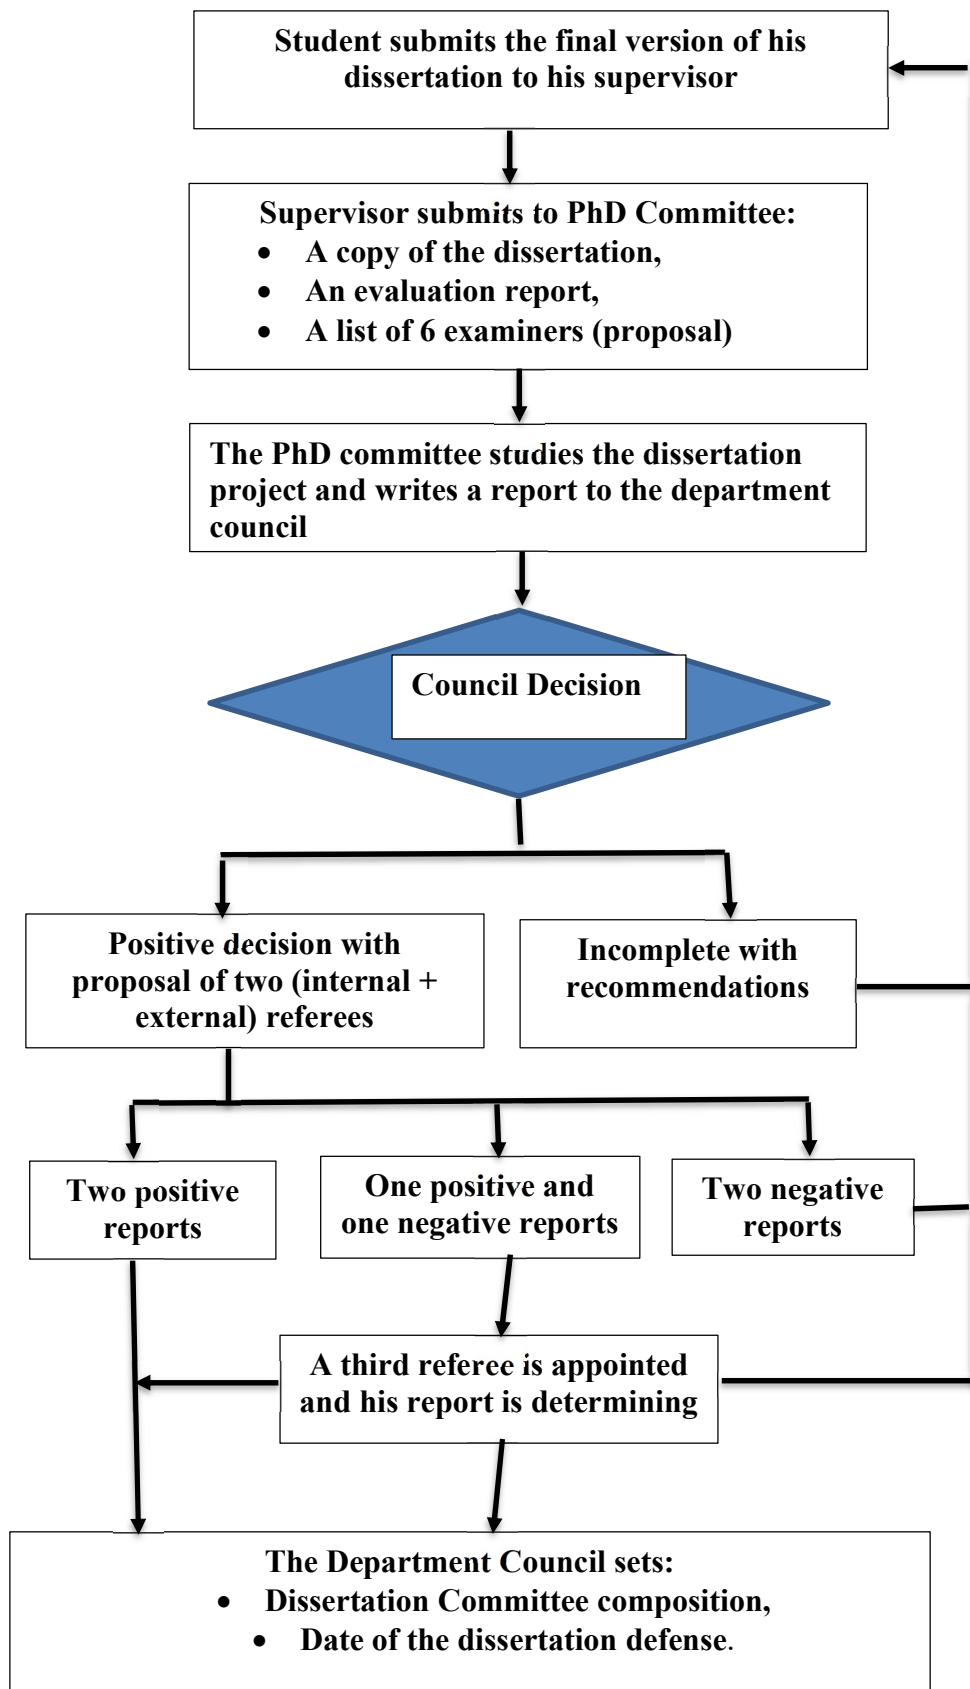 Student submits the final version of his
dissertation to his supervisor
Supervisor submits to PhD Committee:
• A copy of the dissertation,
• An evaluation report,
• A list of 6 examiners (proposal)
The PhD committee studies the dissertation
project and writes a report to the department
council
Council Decision
Positive decision with
proposal of two (internal +
external) referees
Incomplete with
recommendations
Two positive
reports
One positive and
one negative reports
Two negative
reports
A third referee is appointed
and his report is determining
The Department Council sets:
• Dissertation Committee composition,
• Date of the dissertation defense.